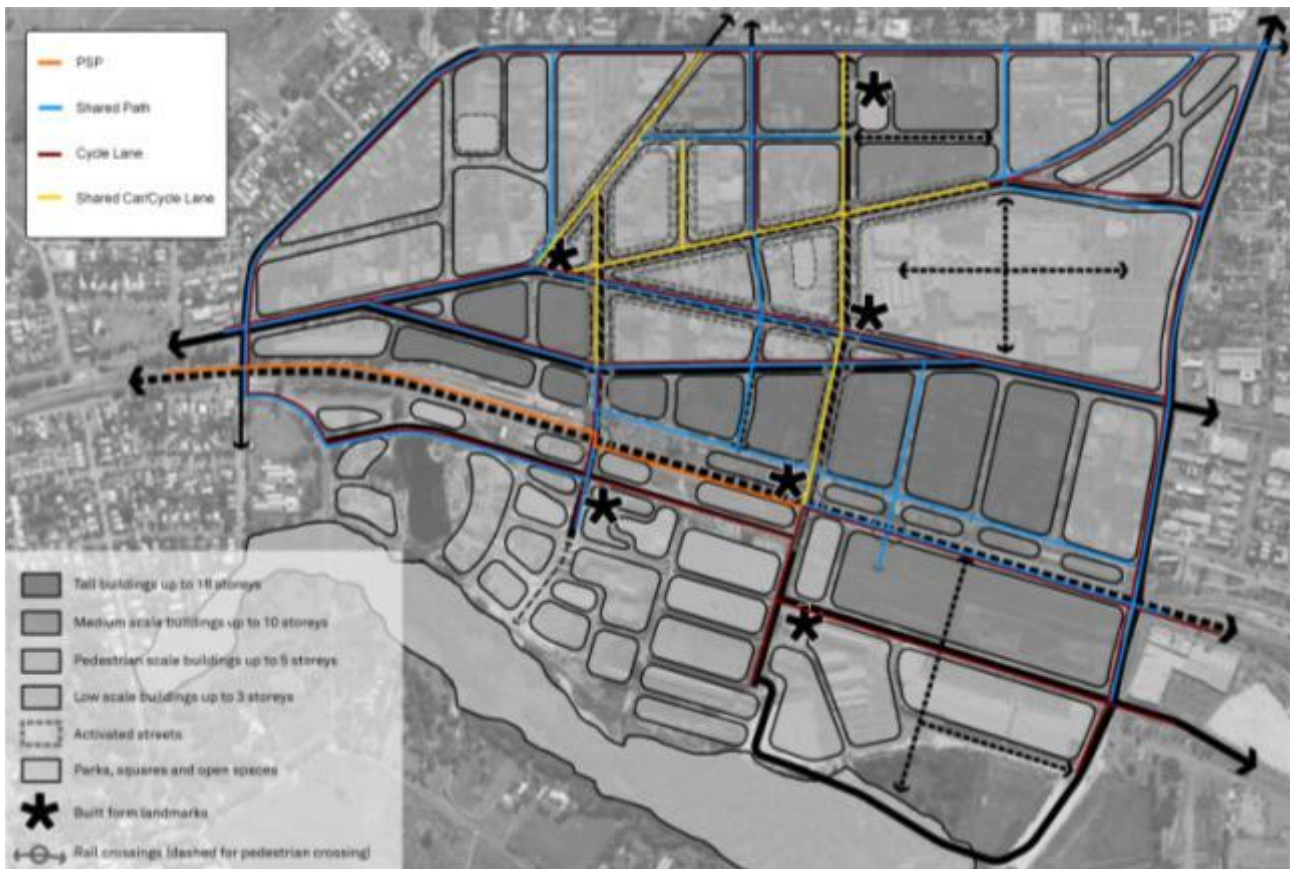 PSP
Shared Path
Cycle Lane
Shared Car/Cycle Lane
Tall buildings up to 18 storeys
Medium scale buildings up to 10 storeys
Pedestrian scale buildings up to 5 storeys
Low scale buildings up to 3 storeys
Activated streets
Parks, squares and open spaces
Built form landmarks
Rail crossings (dashed for pedestrian crossing)